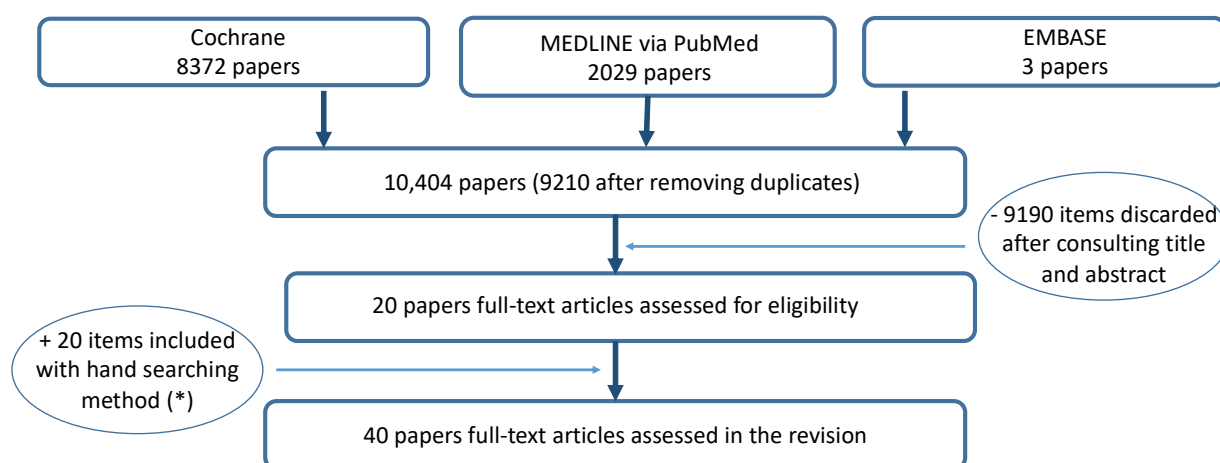 Cochrane
8372 papers
MEDLINE via PubMed
2029 papers
EMBASE
3 papers
10,404 papers (9210 after removing duplicates)
- 9190 items discarded
after consulting title
and abstract
20 papers full-text articles assessed for eligibility
+ 20 items included
with hand searching
method (*)
40 papers full-text articles assessed in the revision